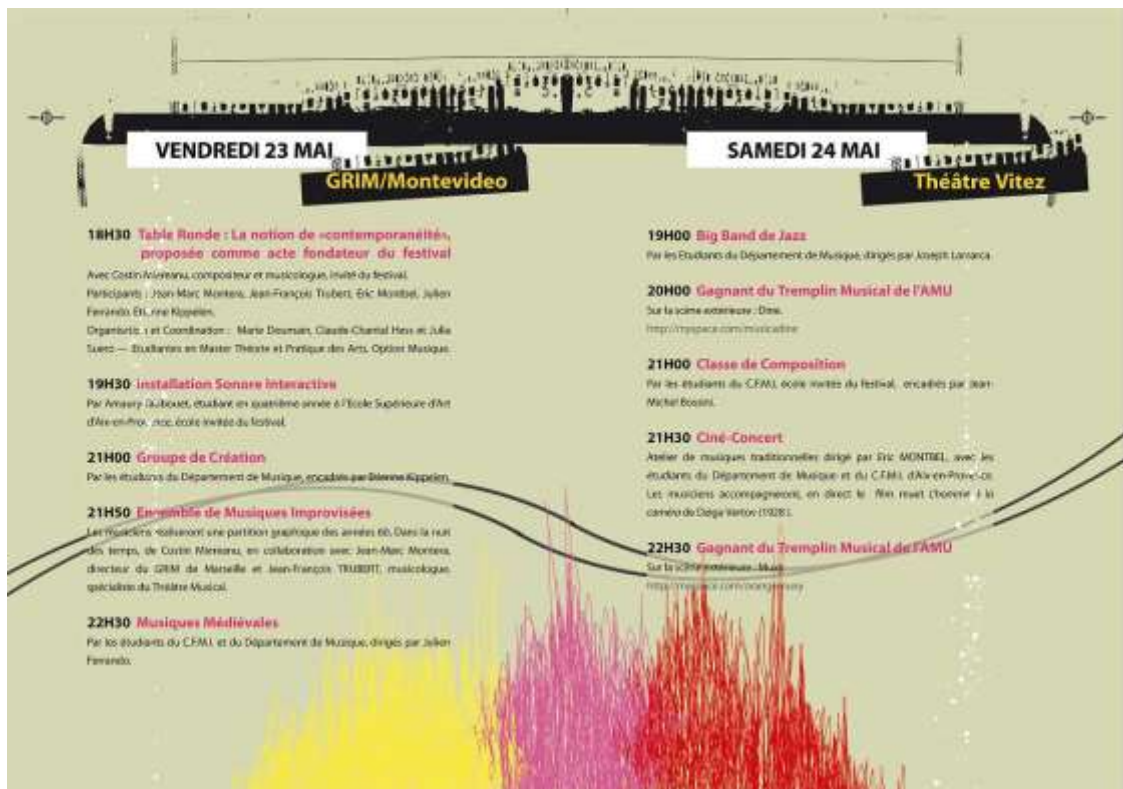 VENDREDI 23 MAI
GRIM/Montevideo
18H30 Table Ronde : La notion de «contemporanéité»,
proposée comme acte fondateur du festival
Avec Costin Miereanu, compositeur et musicologue, invité du festival.
Participants : Jean-Marc Montera, Jean-François Trubert, Eric Montbel, Julien
Ferrando, Etienne Kippelen.
Organisation et Coordination : Marie Doumain, Claude-Chantal Hess et Julia
Suero — Etudiantes en Master Théorie et Pratique des Arts, Option Musique.
19H30 Installation Sonore Interactive
Par Amaury étudiant en quatrième année à l'Ecole Supérieure d'Art
d'Aix-en-Provence, école invitée du festival.
21H00 Groupe de Création
Par les étudiants du Département de Musique, encadrés par Etienne Kippelen.
21H50 Ensemble de Musiques Improvisées
Les musiciens réaliseront une partition graphique des années 60, Dans la nuit
des temps, de Costin Miereanu, en collaboration avec Jean-Marc Montera,
directeur du GRIM de Marseille et Jean-François TRUBERT, musicologue,
spécialiste du Théâtre Musical.
22H30 Musiques Médiévales
Par les étudiants du C.F.M.I. et du Département de Musique, dirigés par Julien
Ferrando.
SAMEDI 24 MAI
Théâtre Vitez
19H00 Big Band de Jazz
Par les Etudiants du Département de Musique, dirigés par Joseph Lamarca.
20H00 Gagnant du Tremplin Musical de l'AMU
Sur la scène extérieure : Dine.
http://myspace.com/musicadine
21H00 Classe de Composition
Par les étudiants du C.F.M.I, école invitée du festival, encadrés par Jean-
Michel Bossini.
21H30 Ciné-Concert
Atelier de musiques traditionnelles dirigé par Eric MONTBEL, avec les
étudiants du Département de Musique et du C.F.M.I. d'Aix-en-Provence.
Les musiciens accompagneront, en direct le film muet L'homme à la
caméra de Dziga Vertov (1928).
22H30 Gagnant du Tremplin Musical de l'AMU
Sur la scène extérieure :